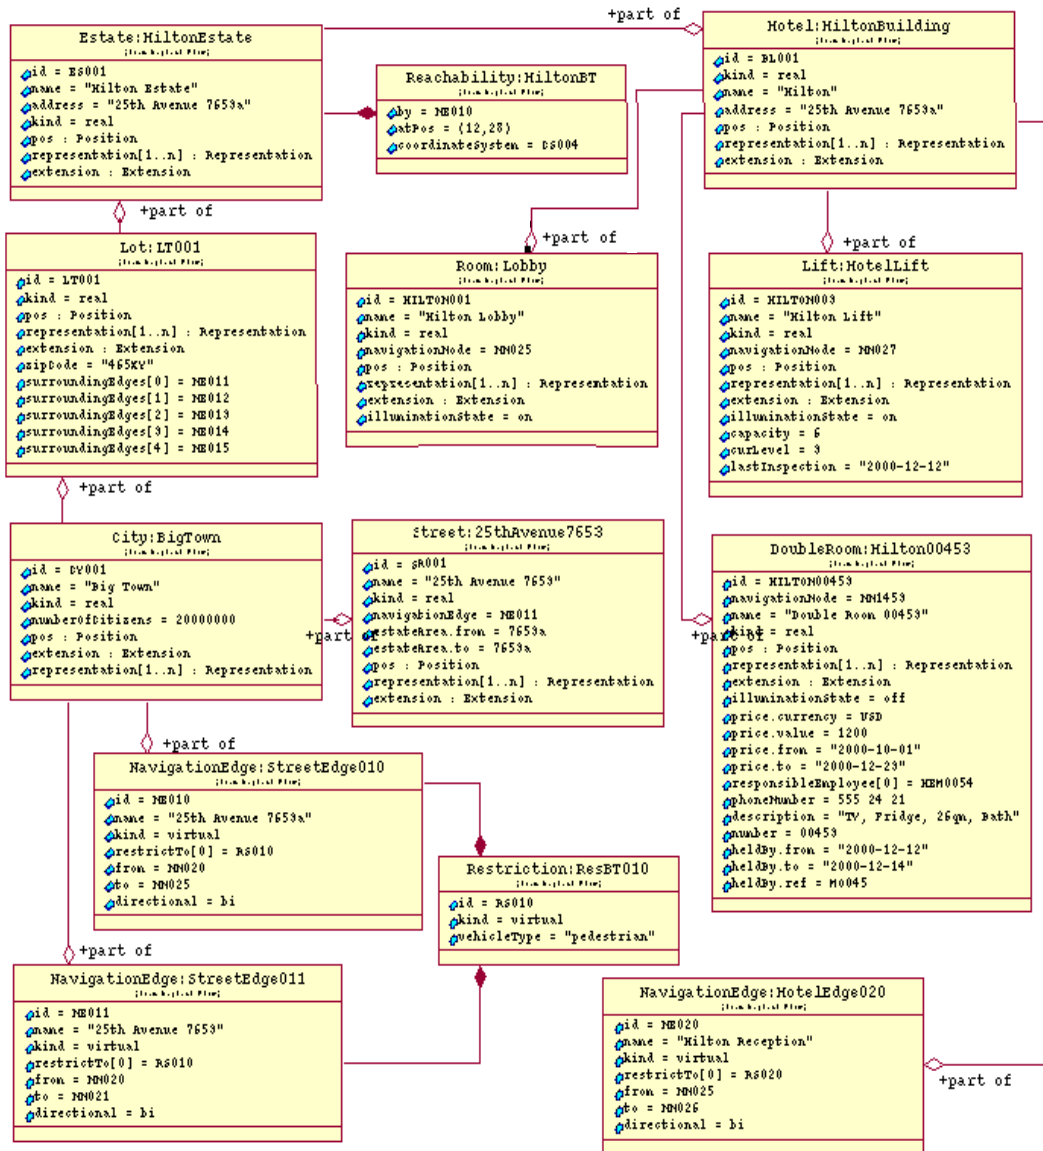 +part of
Estate:HiltonEstate
id = ES001
name = "Hilton Estate"
address = "25th Avenue 7653a"
kind = real
pos : Position
representation[1..n] : Representation
extension : Extension
Reachability:HiltonBT
by = NE010
atPos = (12,28)
coordinateSystem = CS004
Hotel:HiltonBuilding
id = BL001
kind = real
name = "Hilton"
address = "25th Avenue 7653a"
pos : Position
representation[1..n] : Representation
extension : Extension
+part of
+part of
+part of
Lot:LT001
id = LT001
kind = real
pos : Position
representation[1..n] : Representation
extension : Extension
zipCode = "465XY"
surroundingEdges[0] = NE011
surroundingEdges[1] = NE012
surroundingEdges[2] = NE013
surroundingEdges[3] = NE014
surroundingEdges[4] = NE015
Room:Lobby
id = HILTON001
name = "Hilton Lobby"
kind = real
navigationNode = NN025
pos : Position
representation[1..n] : Representation
extension : Extension
illuminationState = on
Lift:HotelLift
id = HILTON003
name = "Hilton Lift"
kind = real
navigationNode = NN027
pos : Position
representation[1..n] : Representation
extension : Extension
illuminationState = on
capacity = 6
curLevel = 3
lastInspection = "2000-12-12"
+part of
City:BigTown
id = CY001
name = "Big Town"
kind = real
numberOfCitizens = 20000000
pos : Position
extension : Extension
representation[1..n] : Representation
+part of
Street:25thAvenue7653
id = SR001
name = "25th Avenue 7653"
kind = real
navigationEdge = NE011
estateArea.from = 7653a
estateArea.to = 7653a
pos : Position
representation[1..n] : Representation
extension : Extension
+part of
DoubleRoom:Hilton00453
id = HILTON00453
navigationNode = NN1453
name = "Double Room 00453"
kind = real
pos : Position
representation[1..n] : Representation
extension : Extension
illuminationState = off
price.currency = USD
price.value = 1200
price.from = "2000-10-01"
price.to = "2000-12-23"
responsibleEmployee[0] = HEM0054
phoneNumber = 555 24 21
description = "TV, Fridge, 26qm, Bath"
number = 00453
heldBy.from = "2000-12-12"
heldBy.to = "2000-12-14"
heldBy.ref = M0045
+part of
NavigationEdge:StreetEdge010
id = NE010
name = "25th Avenue 7653a"
kind = virtual
restrictTo[0] = RS010
from = NN020
to = NN025
directional = bi
Restriction:ResBT010
id = RS010
kind = virtual
vehicleType = "pedestrian"
+part of
NavigationEdge:StreetEdge011
id = NE011
name = "25th Avenue 7653"
kind = virtual
restrictTo[0] = RS010
from = NN020
to = NN021
directional = bi
NavigationEdge:HotelEdge020
id = NE020
name = "Hilton Reception"
kind = virtual
restrictTo[0] = RS020
from = NN025
to = NN026
directional = bi
+part of